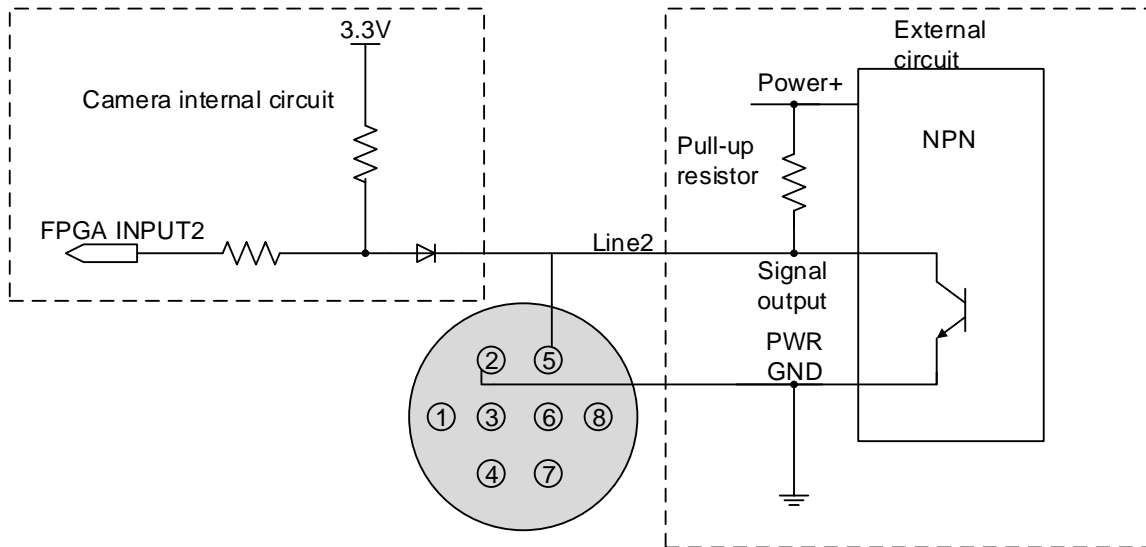 3.3V
Camera internal circuit
FPGA INPUT2
Line2
External
circuit
Power+
NPN
Pull-up
resistor
Signal
output
PWR
GND
2 5
1 3 6 8
4 7